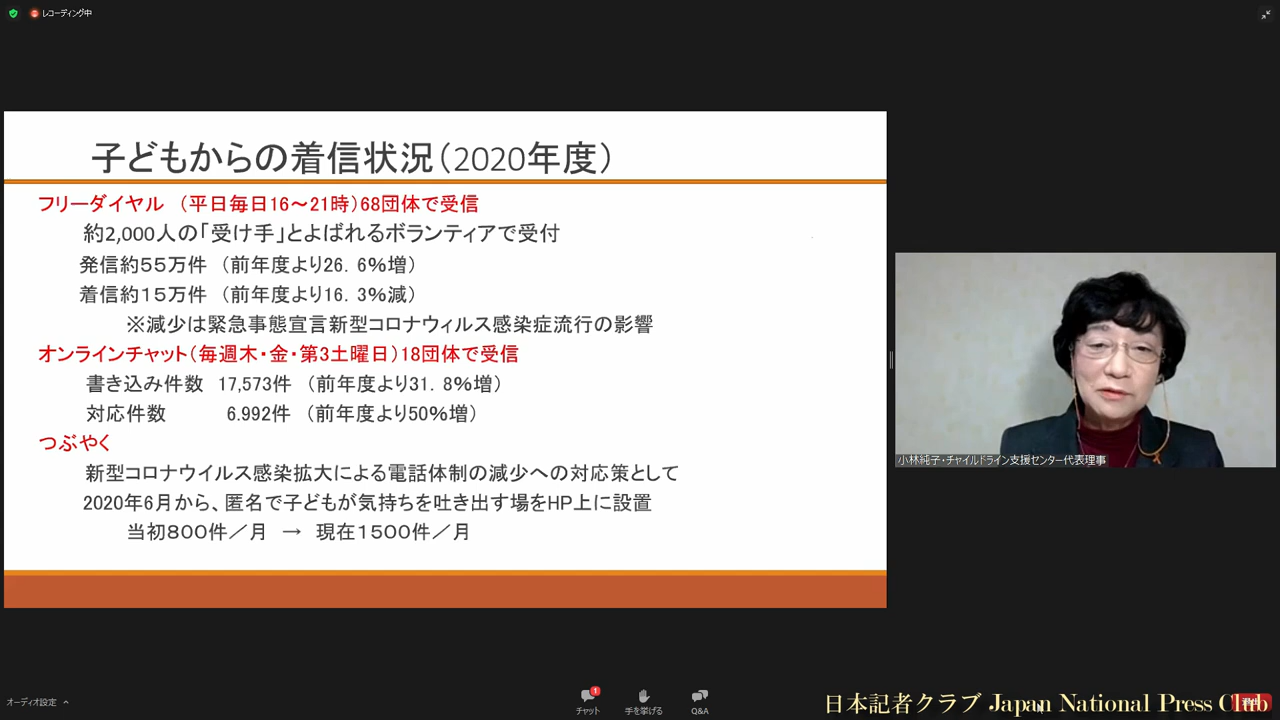 レコーディング中
子どもからの着信状況（2020年度）
フリーダイヤル （平日毎日16～21時）68団体で受信
約2,000人の「受け手」とよばれるボランティアで受付
発信約５５万件 （前年度より26．6％増）
着信約１５万件 （前年度より16．3％減）
※減少は緊急事態宣言新型コロナウィルス感染症流行の影響
オンラインチャット（毎週木・金・第3土曜日）18団体で受信
書き込み件数 17,573件 （前年度より31．8％増）
対応件数 6.992件 （前年度より50％増）
つぶやく
新型コロナウイルス感染拡大による電話体制の減少への対応策として
2020年6月から、匿名で子どもが気持ちを吐き出す場をHP上に設置
当初８００件／月 → 現在１５００件／月
小林純子・チャイルドライン支援センター代表理事
オーディオ設定
1
チャット
手を挙げる
Q&A
日本記者クラブ Japan National Press Club